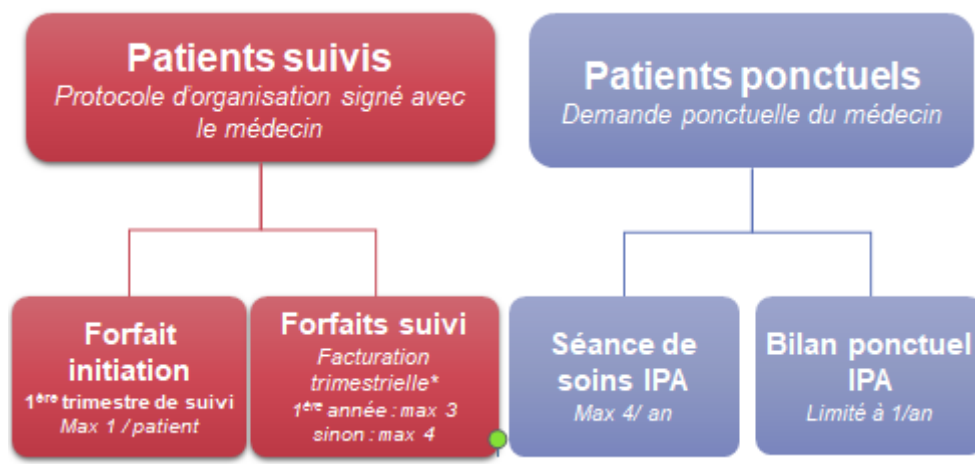 Patients suivis
Protocole d'organisation signé avec
le médecin
Patients ponctuels
Demande ponctuelle du médecin
Forfait
initiation
1ère trimestre de suivi
Max 1 / patient
Forfaits suivi
Facturation
trimestrielle*
1ère année : max 3
sinon : max 4
Séance de
soins IPA
Max 4/ an
Bilan ponctuel
IPA
Limité à 1/an